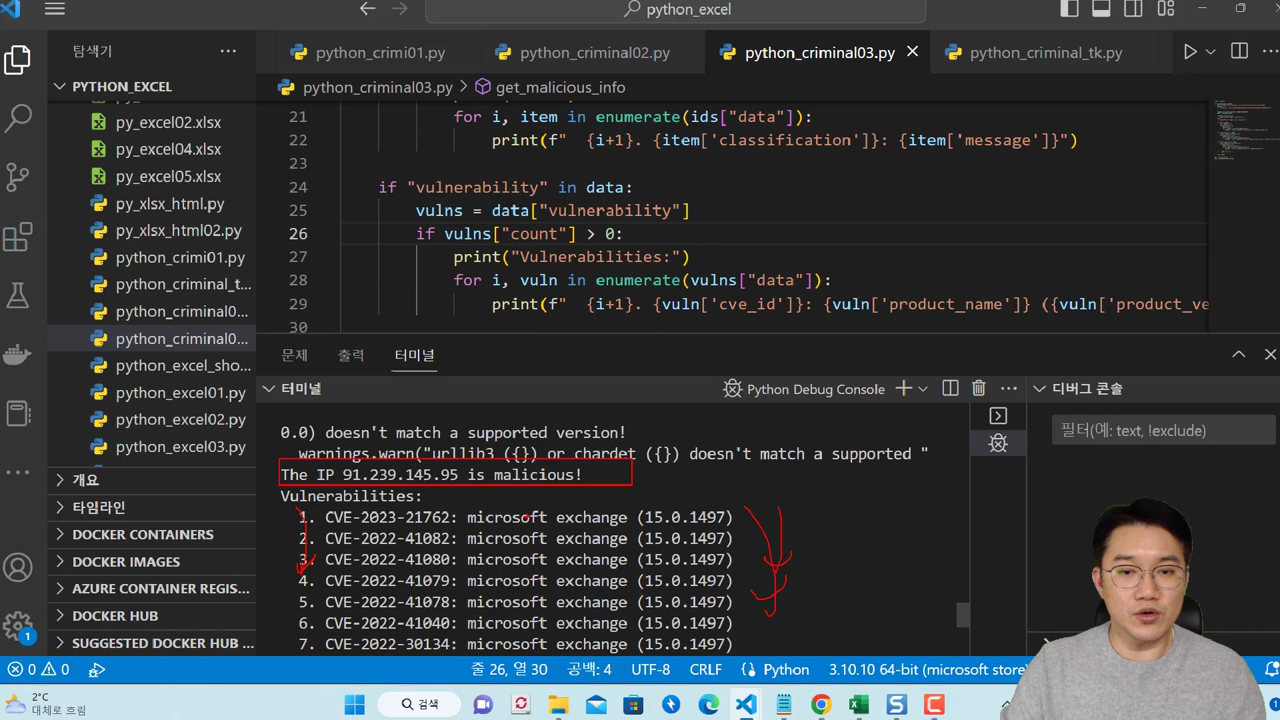 python_excel
탐색기
python_crimi01.py
python_criminal02.py
python_criminal03.py
python_criminal_tk.py
PYTHON_EXCEL
python_criminal03.py
get_malicious_info
py_excel02.xlsx
py_excel04.xlsx
py_excel05.xlsx
py_xlsx_html.py
py_xlsx_html02.py
python_crimi01.py
python_criminal_t...
python_criminal0...
python_criminal0...
python_excel_sho...
python_excel01.py
python_excel02.py
python_excel03.py
개요
타임라인
DOCKER CONTAINERS
DOCKER IMAGES
AZURE CONTAINER REGIS...
DOCKER HUB
SUGGESTED DOCKER HUB ...
21 for i, item in enumerate(ids["data"]):
22 print(f" {i+1}. {item['classification']}: {item['message']}")
23
24 if "vulnerability" in data:
25 vulns = data["vulnerability"]
26 if vulns["count"] > 0:
27 print("Vulnerabilities:")
28 for i, vuln in enumerate(vulns["data"]):
29 print(f" {i+1}. {vuln['cve_id']}: {vuln['product_name']} ({vuln['product_ve
30
문제 출력 터미널
터미널
Python Debug Console
디버그 콘솔
필터(예: text, !exclude)
0.0) doesn't match a supported version!
warnings.warn("urllib3 ({}) or chardet ({}) doesn't match a supported "
The IP 91.239.145.95 is malicious!
Vulnerabilities:
1. CVE-2023-21762: microsoft exchange (15.0.1497)
2. CVE-2022-41082: microsoft exchange (15.0.1497)
3. CVE-2022-41080: microsoft exchange (15.0.1497)
4. CVE-2022-41079: microsoft exchange (15.0.1497)
5. CVE-2022-41078: microsoft exchange (15.0.1497)
6. CVE-2022-41040: microsoft exchange (15.0.1497)
7. CVE-2022-30134: microsoft exchange (15.0.1497)
1
0 0 줄 26, 열 30 공백: 4 UTF-8 CRLF Python 3.10.10 64-bit (microsoft store)
2°C
대체로 흐림
검색